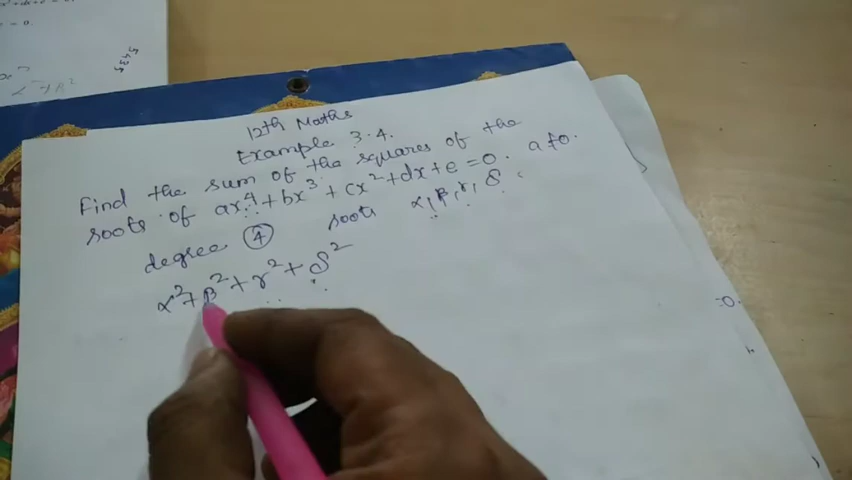 12th Maths
Example 3.4.
Find the sum of the squares of the
roots of ax⁴ + bx³ + cx² + dx + e = 0. a ≠ 0.
degree ④ roots α, β, γ, δ
α² + β² + γ² + δ²